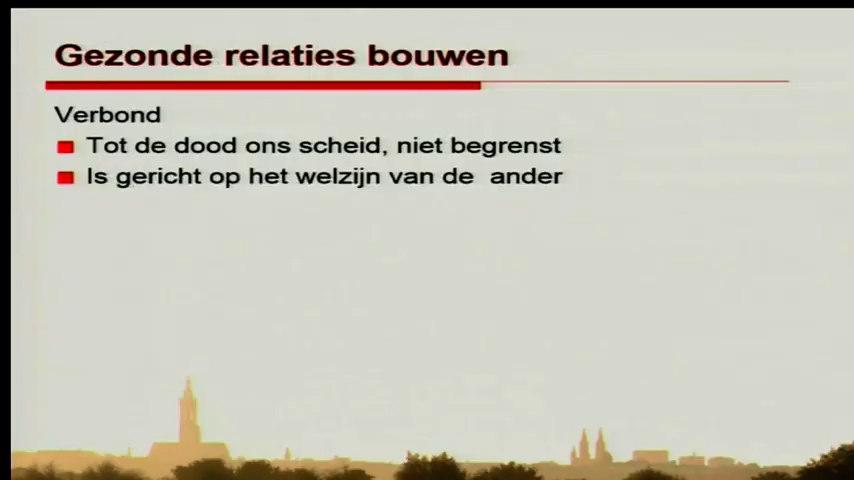 Gezonde relaties bouwen
Verbond
Tot de dood ons scheid, niet begrenst
Is gericht op het welzijn van de ander